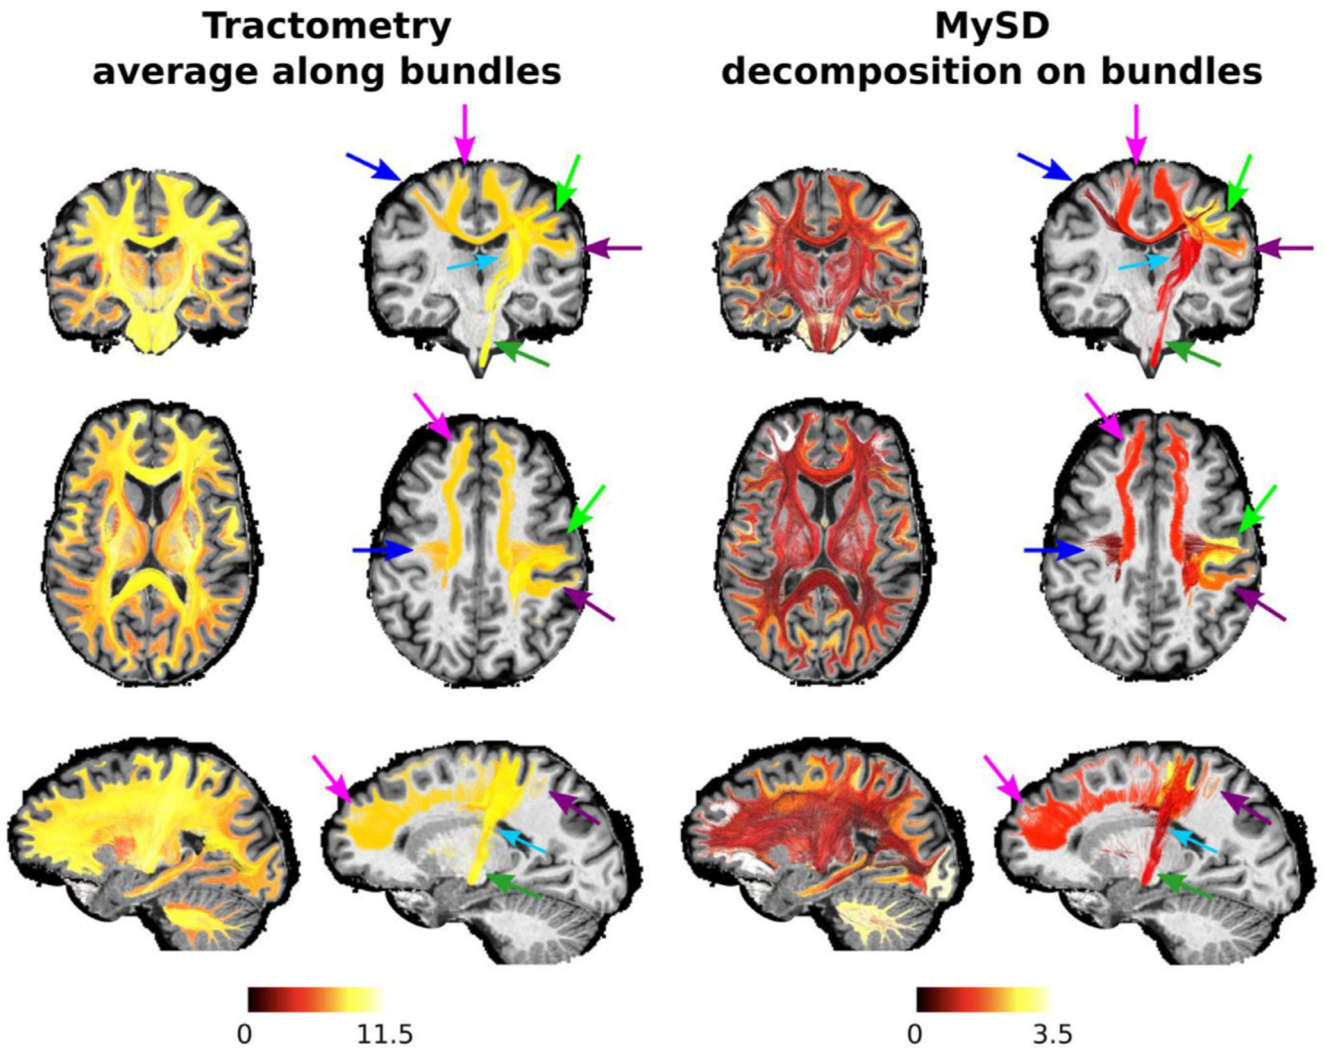 Tractometry
average along bundles
MySD
decomposition on bundles
0
11.5
0
3.5